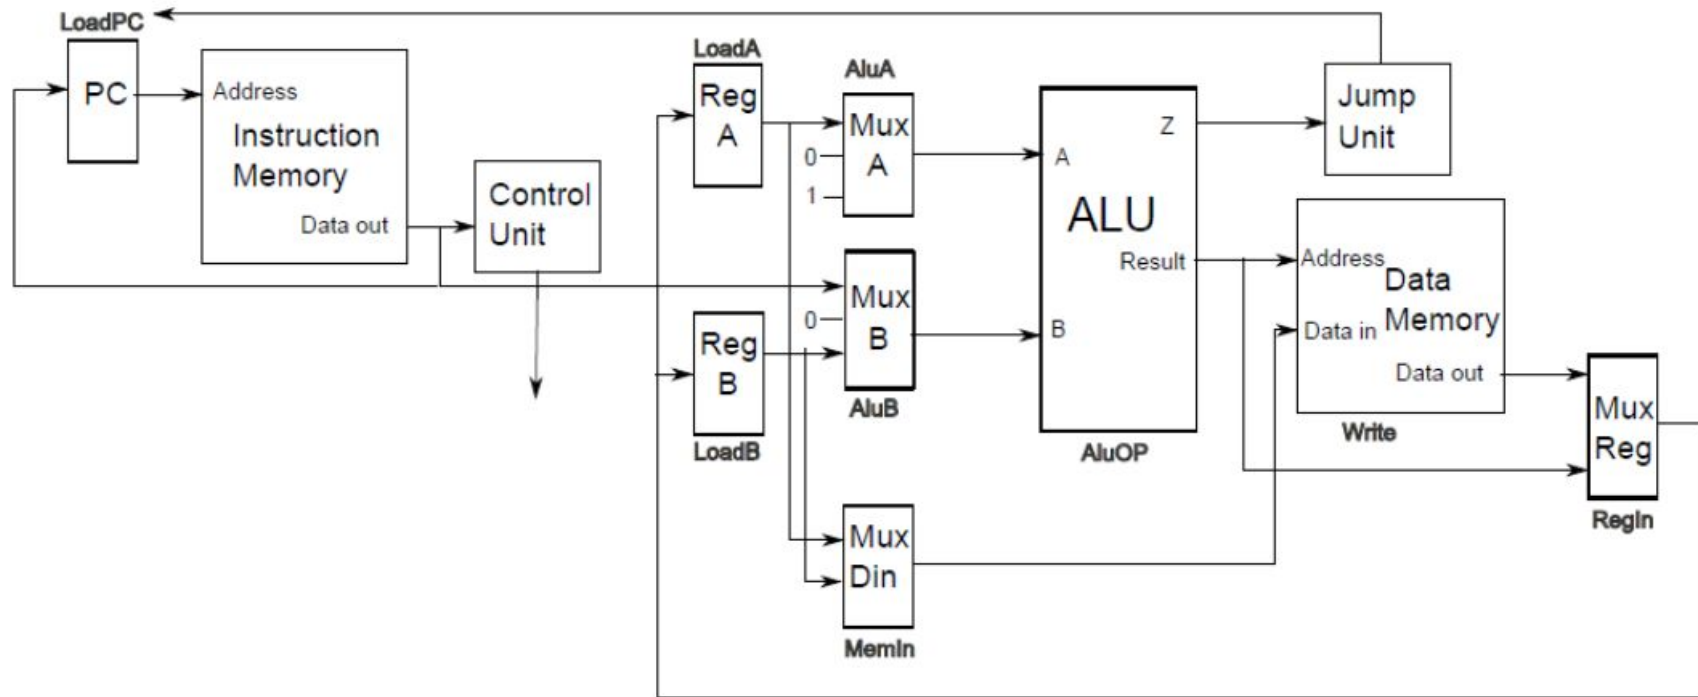 LoadPC
PC
Address
Instruction
Memory
Data out
Control
Unit
LoadA
Reg
A
AluA
Mux
A
0
1
Mux
B
0
AluB
Reg
B
LoadB
Mux
Din
MemIn
A
Z
ALU
Result
B
AluOP
Jump
Unit
Address
Data
Memory
Data in
Data out
Write
Mux
Reg
RegIn